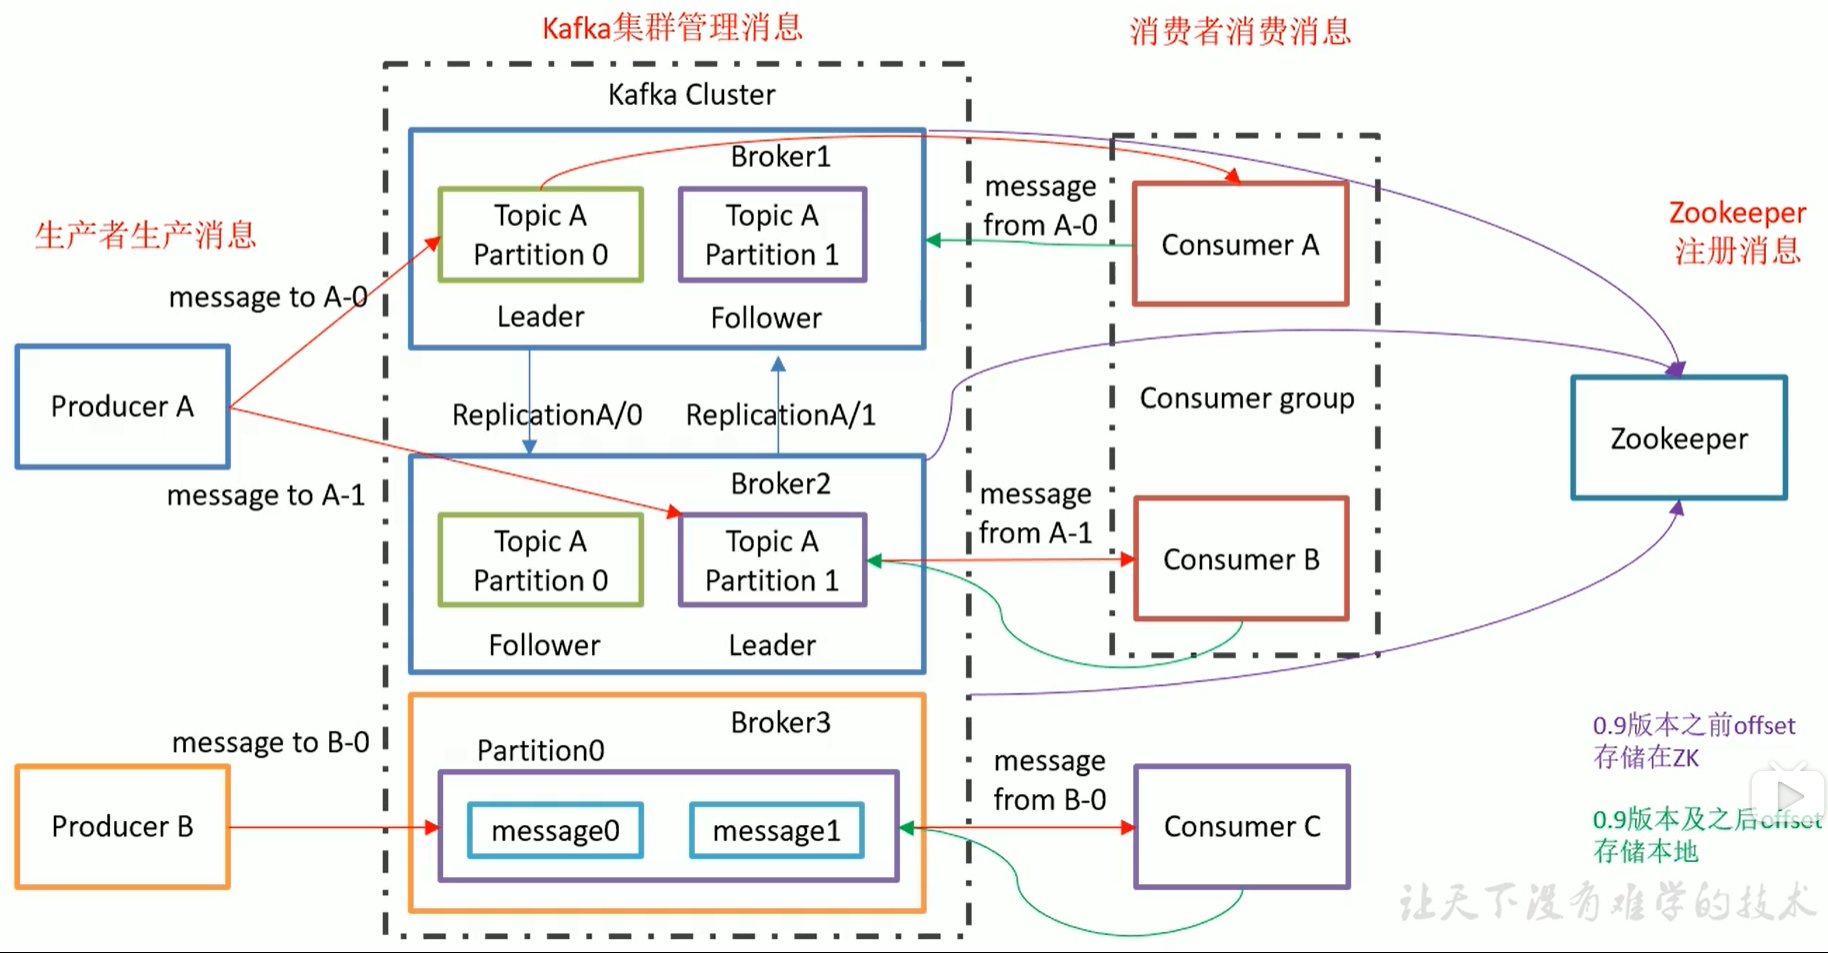 Kafka集群管理消息
消费者消费消息
Kafka Cluster
Broker1
Topic A
Partition 0
Topic A
Partition 1
Leader
Follower
生产者生产消息
message to A-0
Producer A
message to A-1
ReplicationA/0
ReplicationA/1
Broker2
Topic A
Partition 0
Topic A
Partition 1
Follower
Leader
message
from A-0
Consumer A
Consumer group
message
from A-1
Consumer B
Zookeeper
注册消息
Zookeeper
message to B-0
Producer B
Broker3
Partition0
message0
message1
message
from B-0
Consumer C
0.9版本之前offset
存储在ZK
0.9版本及之后offset
存储本地
让天下没有难学的技术